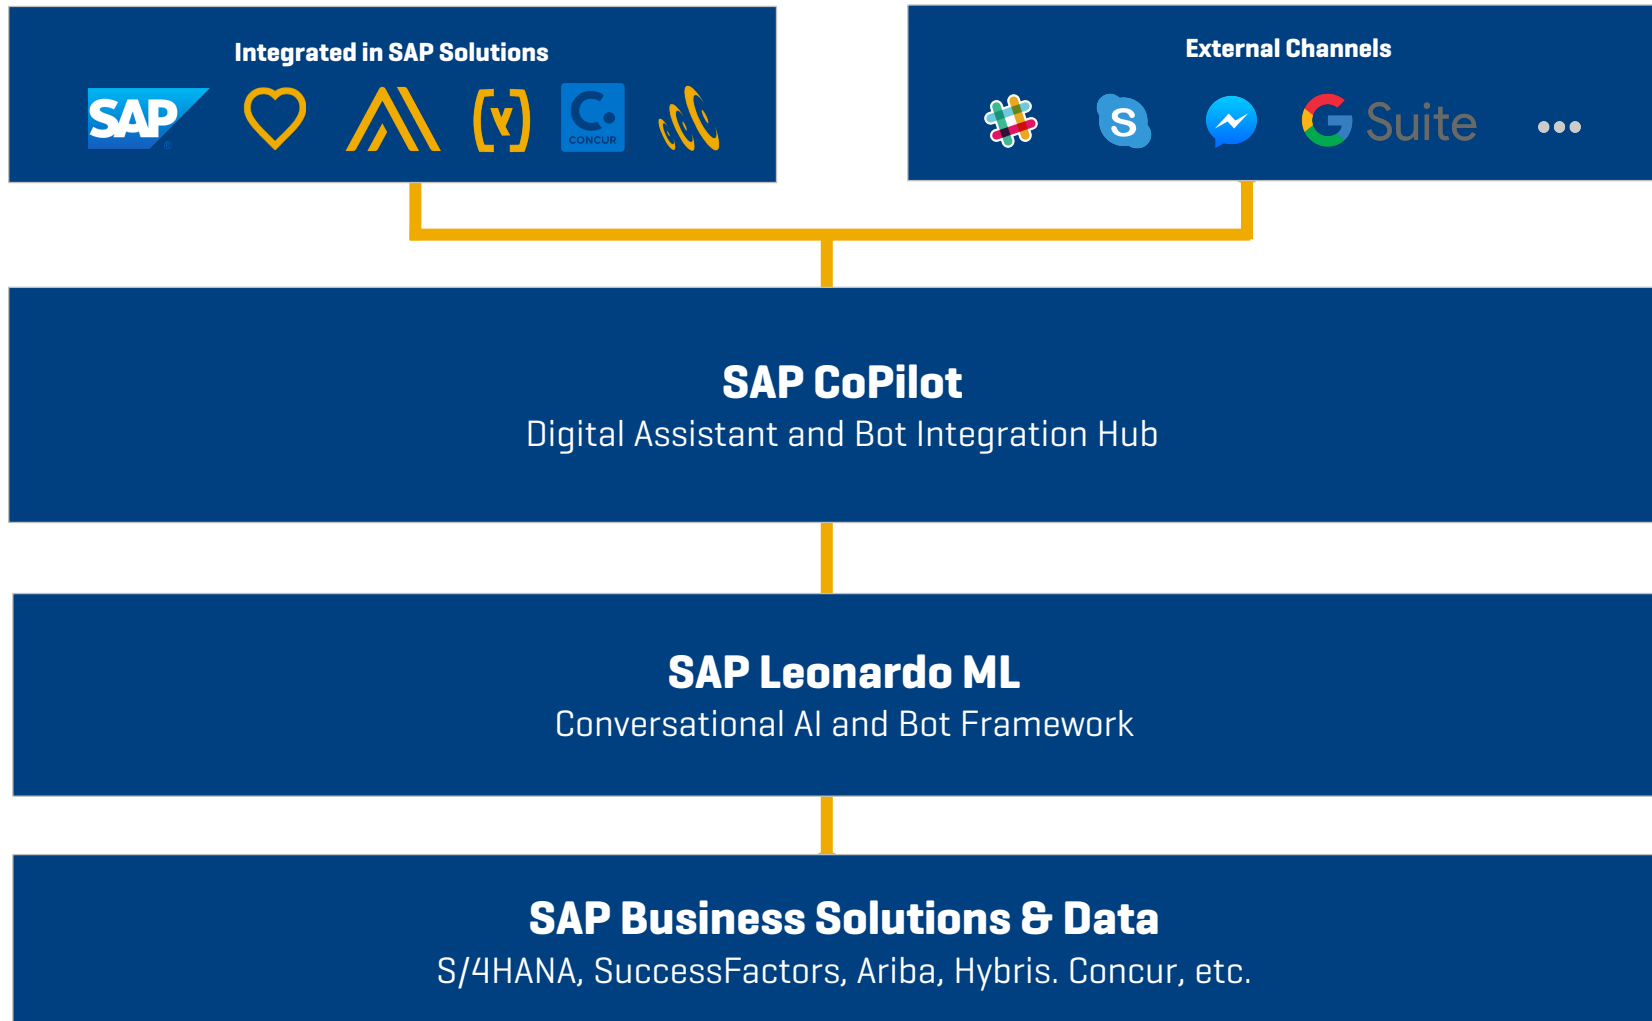 Integrated in SAP Solutions
SAP ®
(Y)
C.
CONCUR
External Channels
S
G Suite
SAP CoPilot
Digital Assistant and Bot Integration Hub
SAP Leonardo ML
Conversational AI and Bot Framework
SAP Business Solutions & Data
S/4HANA, SuccessFactors, Ariba, Hybris. Concur, etc.